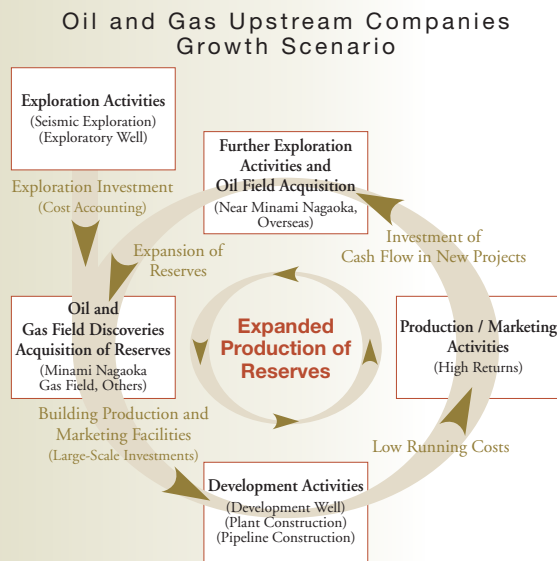 Oil and Gas Upstream Companies
Growth Scenario
Exploration Activities
(Seismic Exploration)
(Exploratory Well)
Exploration Investment
(Cost Accounting)
Further Exploration
Activities and
Oil Field Acquisition
(Near Minami Nagaoka,
Overseas)
Expansion of
Reserves
Investment of
Cash Flow in New Projects
Oil and
Gas Field Discoveries
Acquisition of Reserves
(Minami Nagaoka
Gas Field, Others)
Expanded
Production of
Reserves
Production / Marketing
Activities
(High Returns)
Building Production and
Marketing Facilities
(Large-Scale Investments)
Low Running Costs
Development Activities
(Development Well)
(Plant Construction)
(Pipeline Construction)